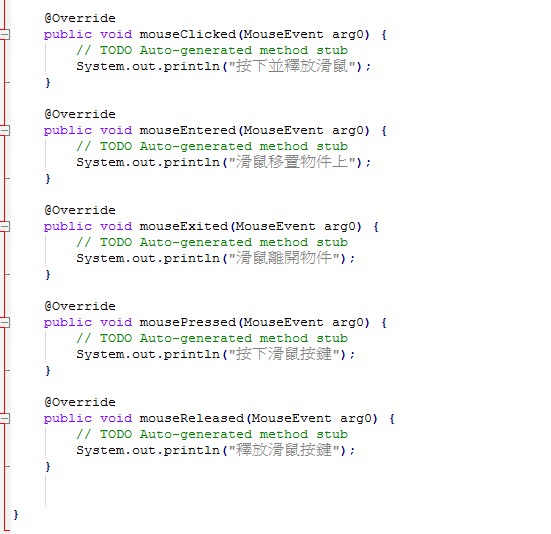 @Override
public void mouseClicked(MouseEvent arg0) {
// TODO Auto-generated method stub
System.out.println("按下並釋放滑鼠");
}
@Override
public void mouseEntered(MouseEvent arg0) {
// TODO Auto-generated method stub
System.out.println("滑鼠移置物件上");
}
@Override
public void mouseExited(MouseEvent arg0) {
// TODO Auto-generated method stub
System.out.println("滑鼠離開物件");
}
@Override
public void mousePressed(MouseEvent arg0) {
// TODO Auto-generated method stub
System.out.println("按下滑鼠按鍵");
}
@Override
public void mouseReleased(MouseEvent arg0) {
// TODO Auto-generated method stub
System.out.println("釋放滑鼠按鍵");
}
}